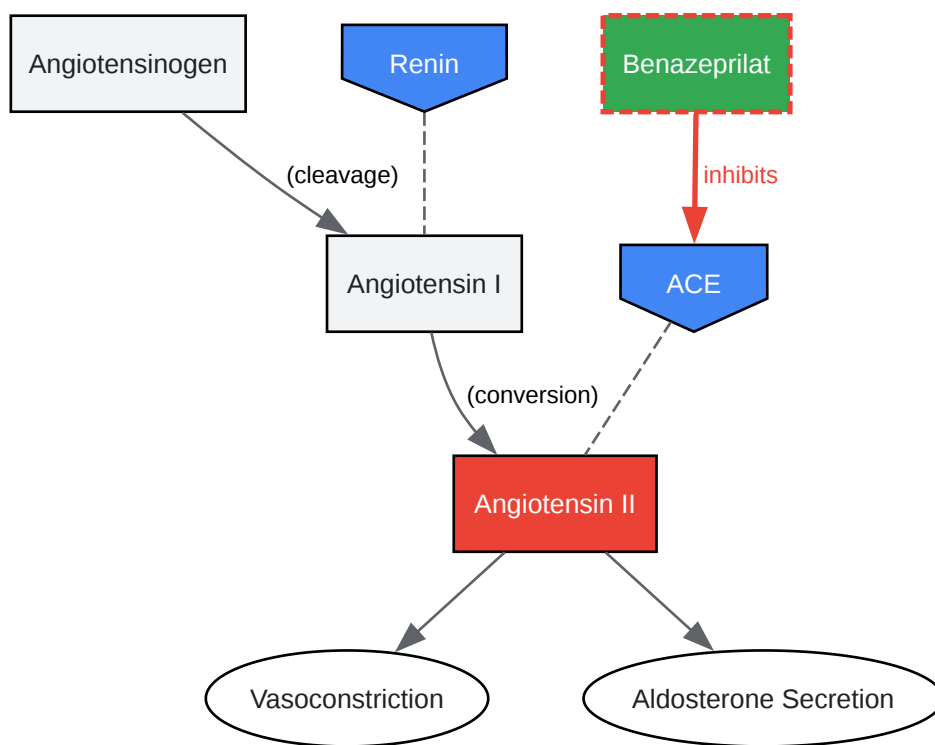 Angiotensinogen
Renin
Benazeprilat
(cleavage)
inhibits
Angiotensin I
ACE
(conversion)
Angiotensin II
Vasoconstriction
Aldosterone Secretion